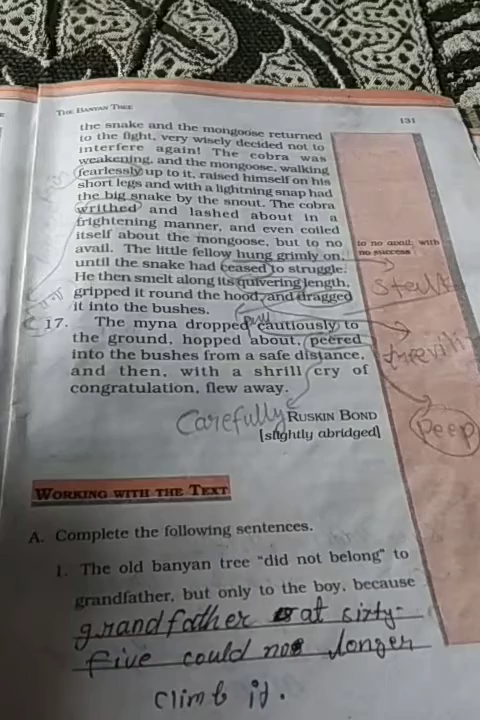 THE BANYAN TREE 131
the snake and the mongoose returned
to the fight, very wisely decided not to
interfere again! The cobra was
weakening, and the mongoose, walking
fearlessly up to it, raised himself on his
short legs and with a lightning snap had
the big snake by the snout. The cobra
writhed and lashed about in a
frightening manner, and even coiled
itself about the mongoose, but to no
avail. The little fellow hung grimly on,
to no avail: with
no success
until the snake had ceased to struggle.
He then smelt along its quivering length,
gripped it round the hood, and dragged
it into the bushes.
17. The myna dropped cautiously to
the ground, hopped about, peered
into the bushes from a safe distance,
and then, with a shrill cry of
congratulation, flew away.
Peep
Carefully
RUSKIN BOND
[slightly abridged]
WORKING WITH THE TEXT
A. Complete the following sentences.
1. The old banyan tree "did not belong" to
grandfather, but only to the boy, because
grandfather at sixty-
five could no longer
climb it.